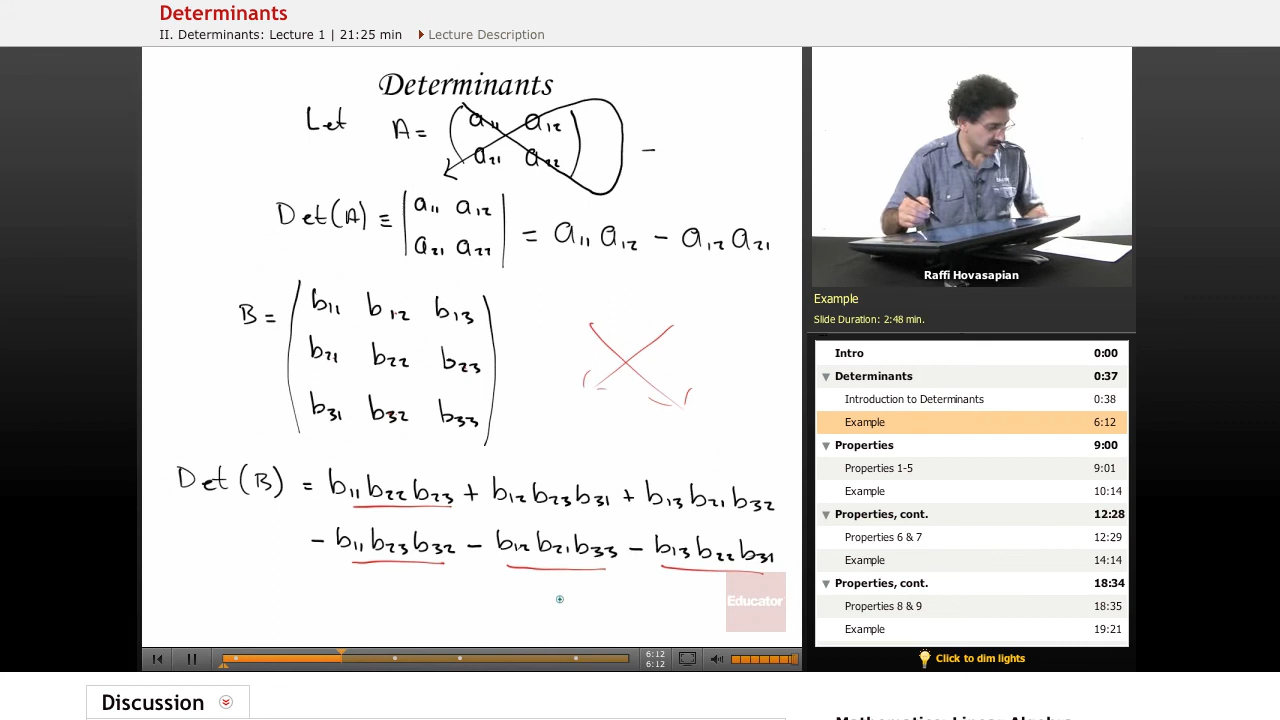 Determinants
II. Determinants: Lecture 1 | 21:25 min Lecture Description
Determinants
Let A = a11 a12
a21 a22 –
Det(A) ≡ | a11 a12 | = a11 a12 – a12 a21
a21 a22
B = b11 b12 b13
b21 b22 b23
b31 b32 b33
Det(B) = b11 b22 b23 + b12 b23 b31 + b13 b21 b32
– b11 b23 b32 – b12 b21 b33 – b13 b22 b31
Educator
6:12
6:12
Raffi Hovasapian
Example
Slide Duration: 2:48 min.
Intro 0:00
Determinants 0:37
Introduction to Determinants 0:38
Example 6:12
Properties 9:00
Properties 1-5 9:01
Example 10:14
Properties, cont. 12:28
Properties 6 & 7 12:29
Example 14:14
Properties, cont. 18:34
Properties 8 & 9 18:35
Example 19:21
Click to dim lights
Discussion
Mathematics: Linear Algebra